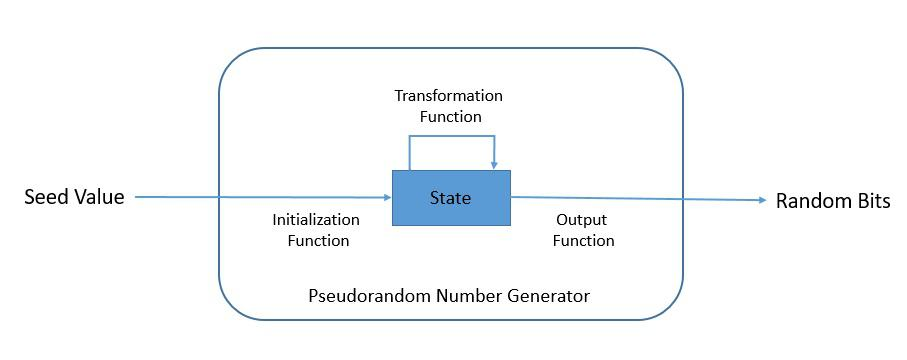 Transformation
Function
Seed Value
State
Random Bits
Initialization
Function
Output
Function
Pseudorandom Number Generator